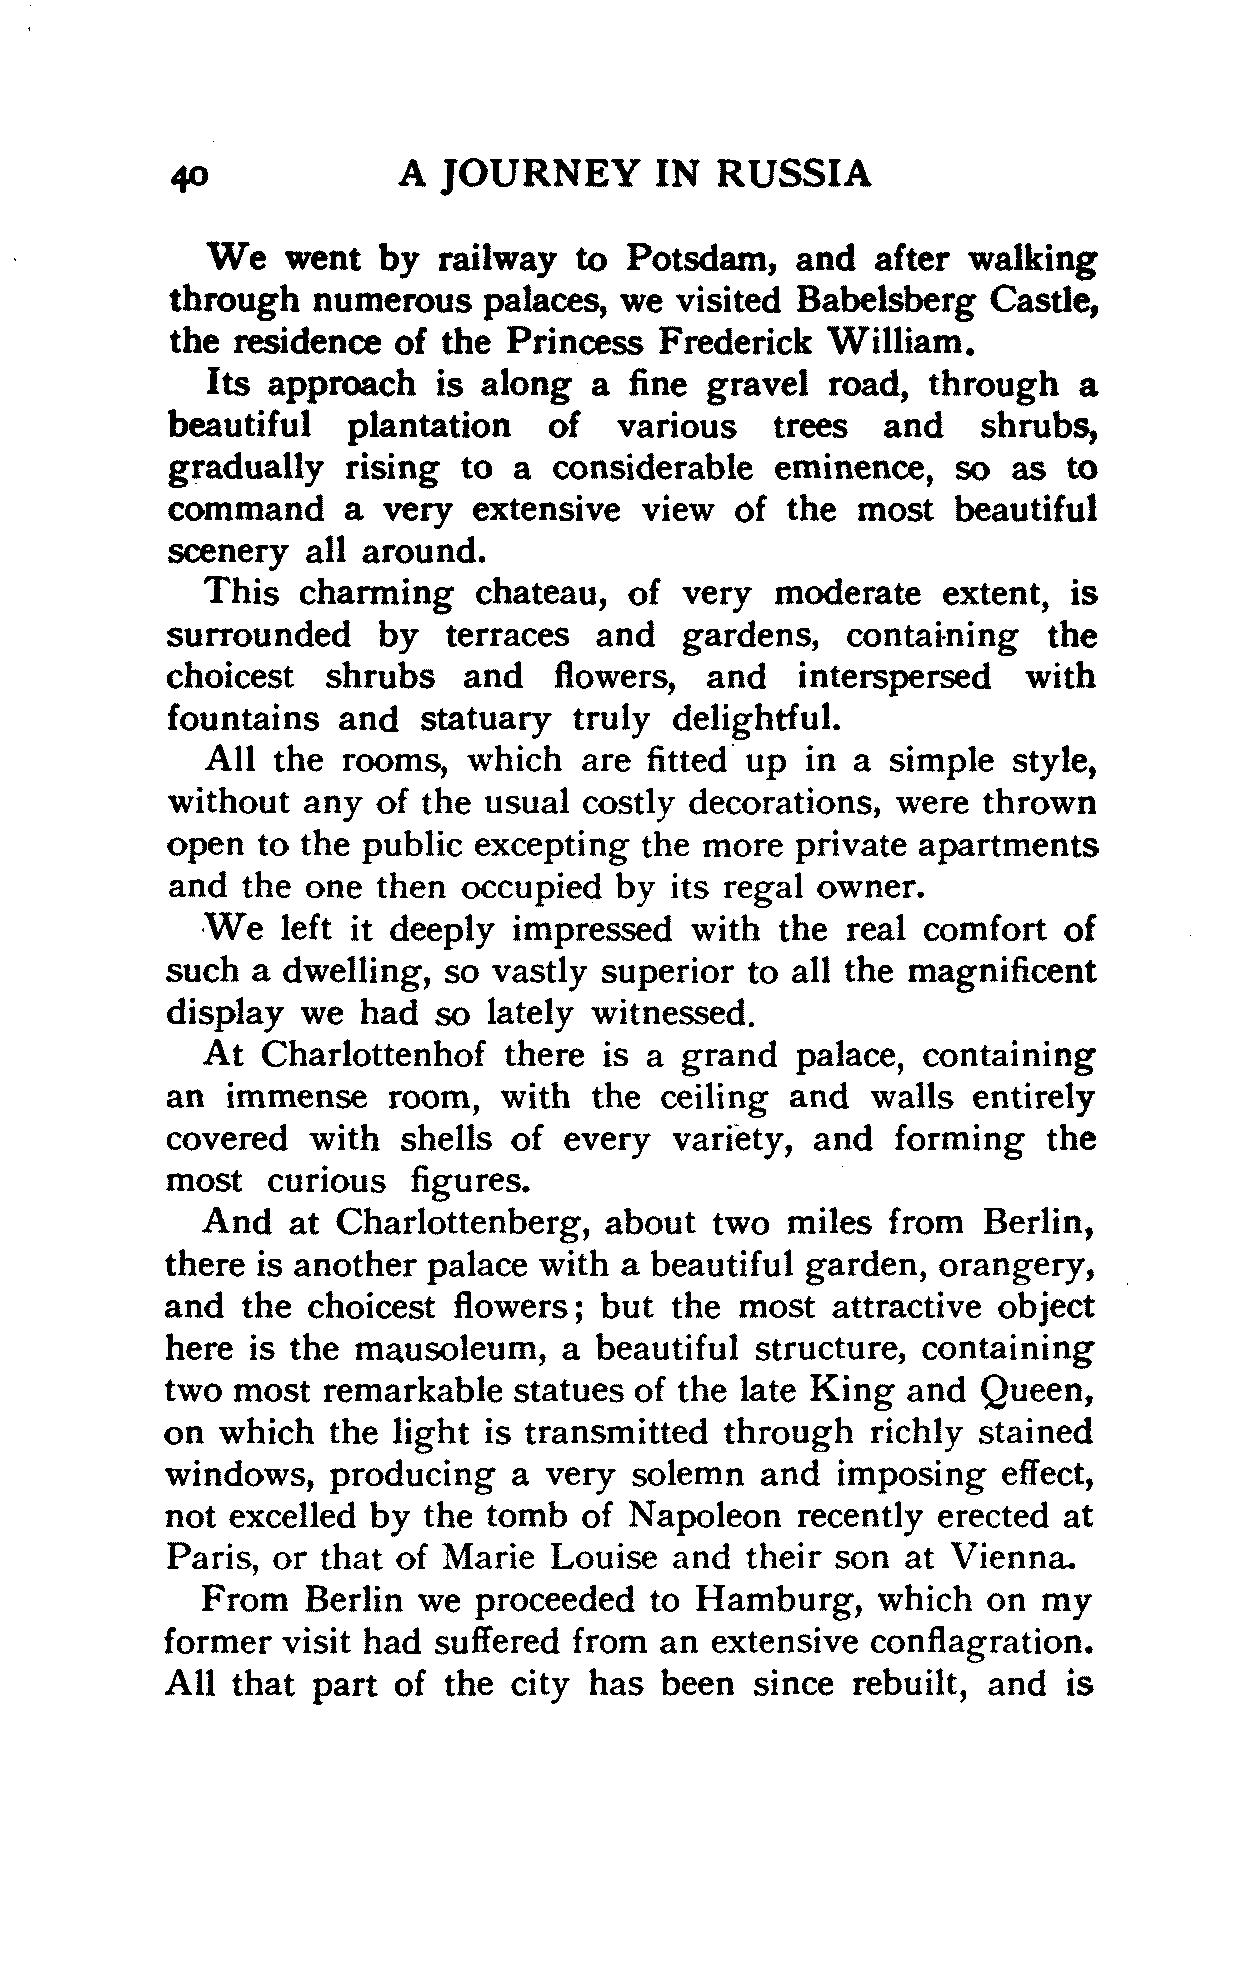 40 A JOURNEY IN RUSSIA
We went by railway to Potsdam, and after walking
through numerous palaces, we visited Babelsberg Castle,
the residence of the Princess Frederick William.
Its approach is along a fine gravel road, through a
beautiful plantation of various trees and shrubs,
gradually rising to a considerable eminence, so as to
command a very extensive view of the most beautiful
scenery all around.
This charming chateau, of very moderate extent, is
surrounded by terraces and gardens, containing the
choicest shrubs and flowers, and interspersed with
fountains and statuary truly delightful.
All the rooms, which are fitted up in a simple style,
without any of the usual costly decorations, were thrown
open to the public excepting the more private apartments
and the one then occupied by its regal owner.
We left it deeply impressed with the real comfort of
such a dwelling, so vastly superior to all the magnificent
display we had so lately witnessed.
At Charlottenhof there is a grand palace, containing
an immense room, with the ceiling and walls entirely
covered with shells of every variety, and forming the
most curious figures.
And at Charlottenberg, about two miles from Berlin,
there is another palace with a beautiful garden, orangery,
and the choicest flowers; but the most attractive object
here is the mausoleum, a beautiful structure, containing
two most remarkable statues of the late King and Queen,
on which the light is transmitted through richly stained
windows, producing a very solemn and imposing effect,
not excelled by the tomb of Napoleon recently erected at
Paris, or that of Marie Louise and their son at Vienna.
From Berlin we proceeded to Hamburg, which on my
former visit had suffered from an extensive conflagration.
All that part of the city has been since rebuilt, and is